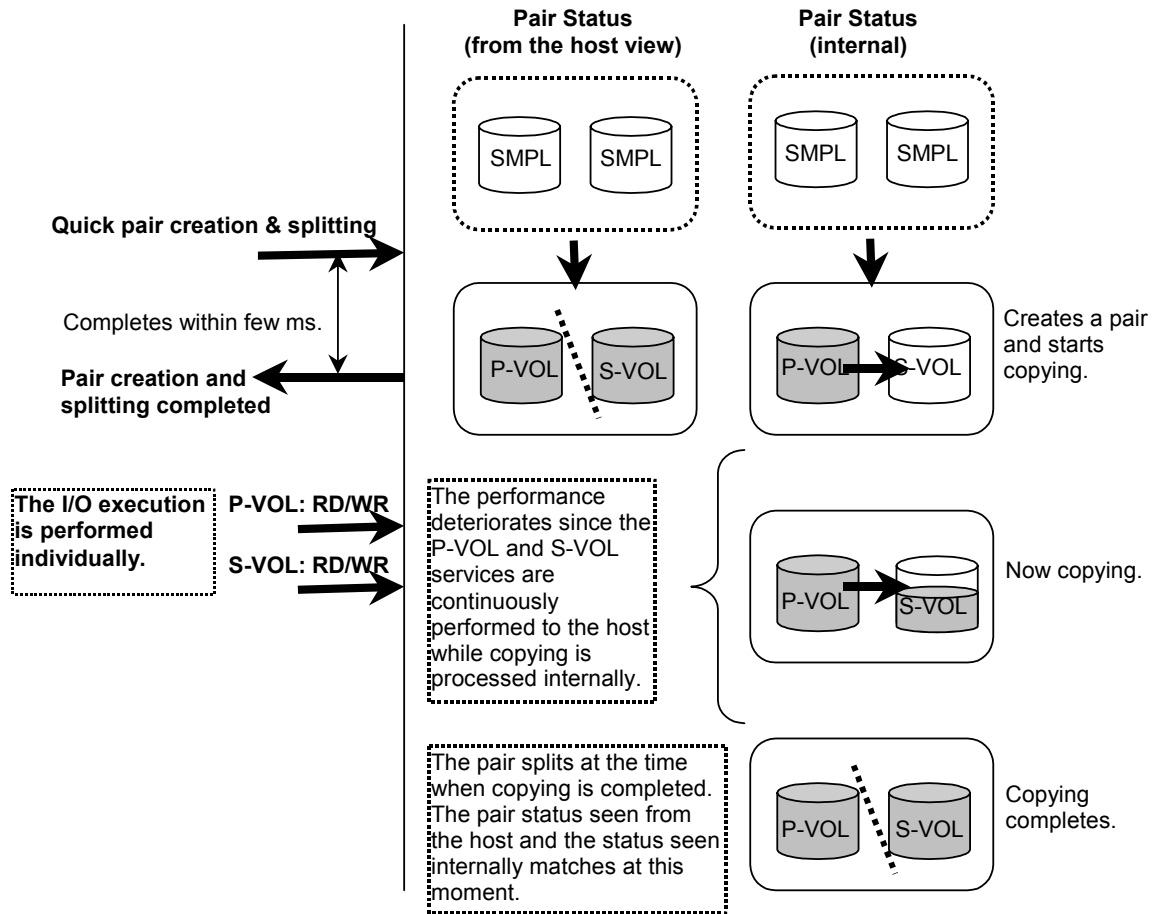 Pair Status
(from the host view)
Pair Status
(internal)
SMPL
SMPL
SMPL
SMPL
Quick pair creation & splitting
Completes within few ms.
Pair creation and
splitting completed
P-VOL
S-VOL
P-VOL
S-VOL
Creates a pair
and starts
copying.
The I/O execution
is performed
individually.
P-VOL: RD/WR
S-VOL: RD/WR
The performance
deteriorates since the
P-VOL and S-VOL
services are
continuously
performed to the host
while copying is
processed internally.
P-VOL
S-VOL
Now copying.
The pair splits at the time
when copying is completed.
The pair status seen from
the host and the status seen
internally matches at this
moment.
P-VOL
S-VOL
Copying
completes.